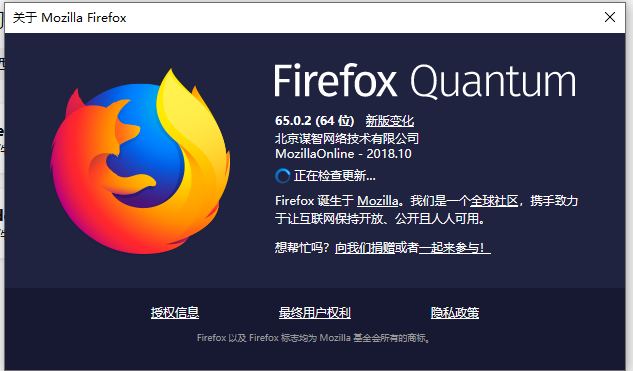 关于 Mozilla Firefox
Firefox Quantum
65.0.2 (64 位) 新版变化
北京谋智网络技术有限公司
MozillaOnline - 2018.10
正在检查更新...
Firefox 诞生于 Mozilla。我们是一个全球社区，携手致力
于让互联网保持开放、公开且人人可用。
想帮忙吗？向我们捐赠或者一起来参与！
授权信息 最终用户权利 隐私政策
Firefox 以及 Firefox 标志均为 Mozilla 基金会所有的商标。